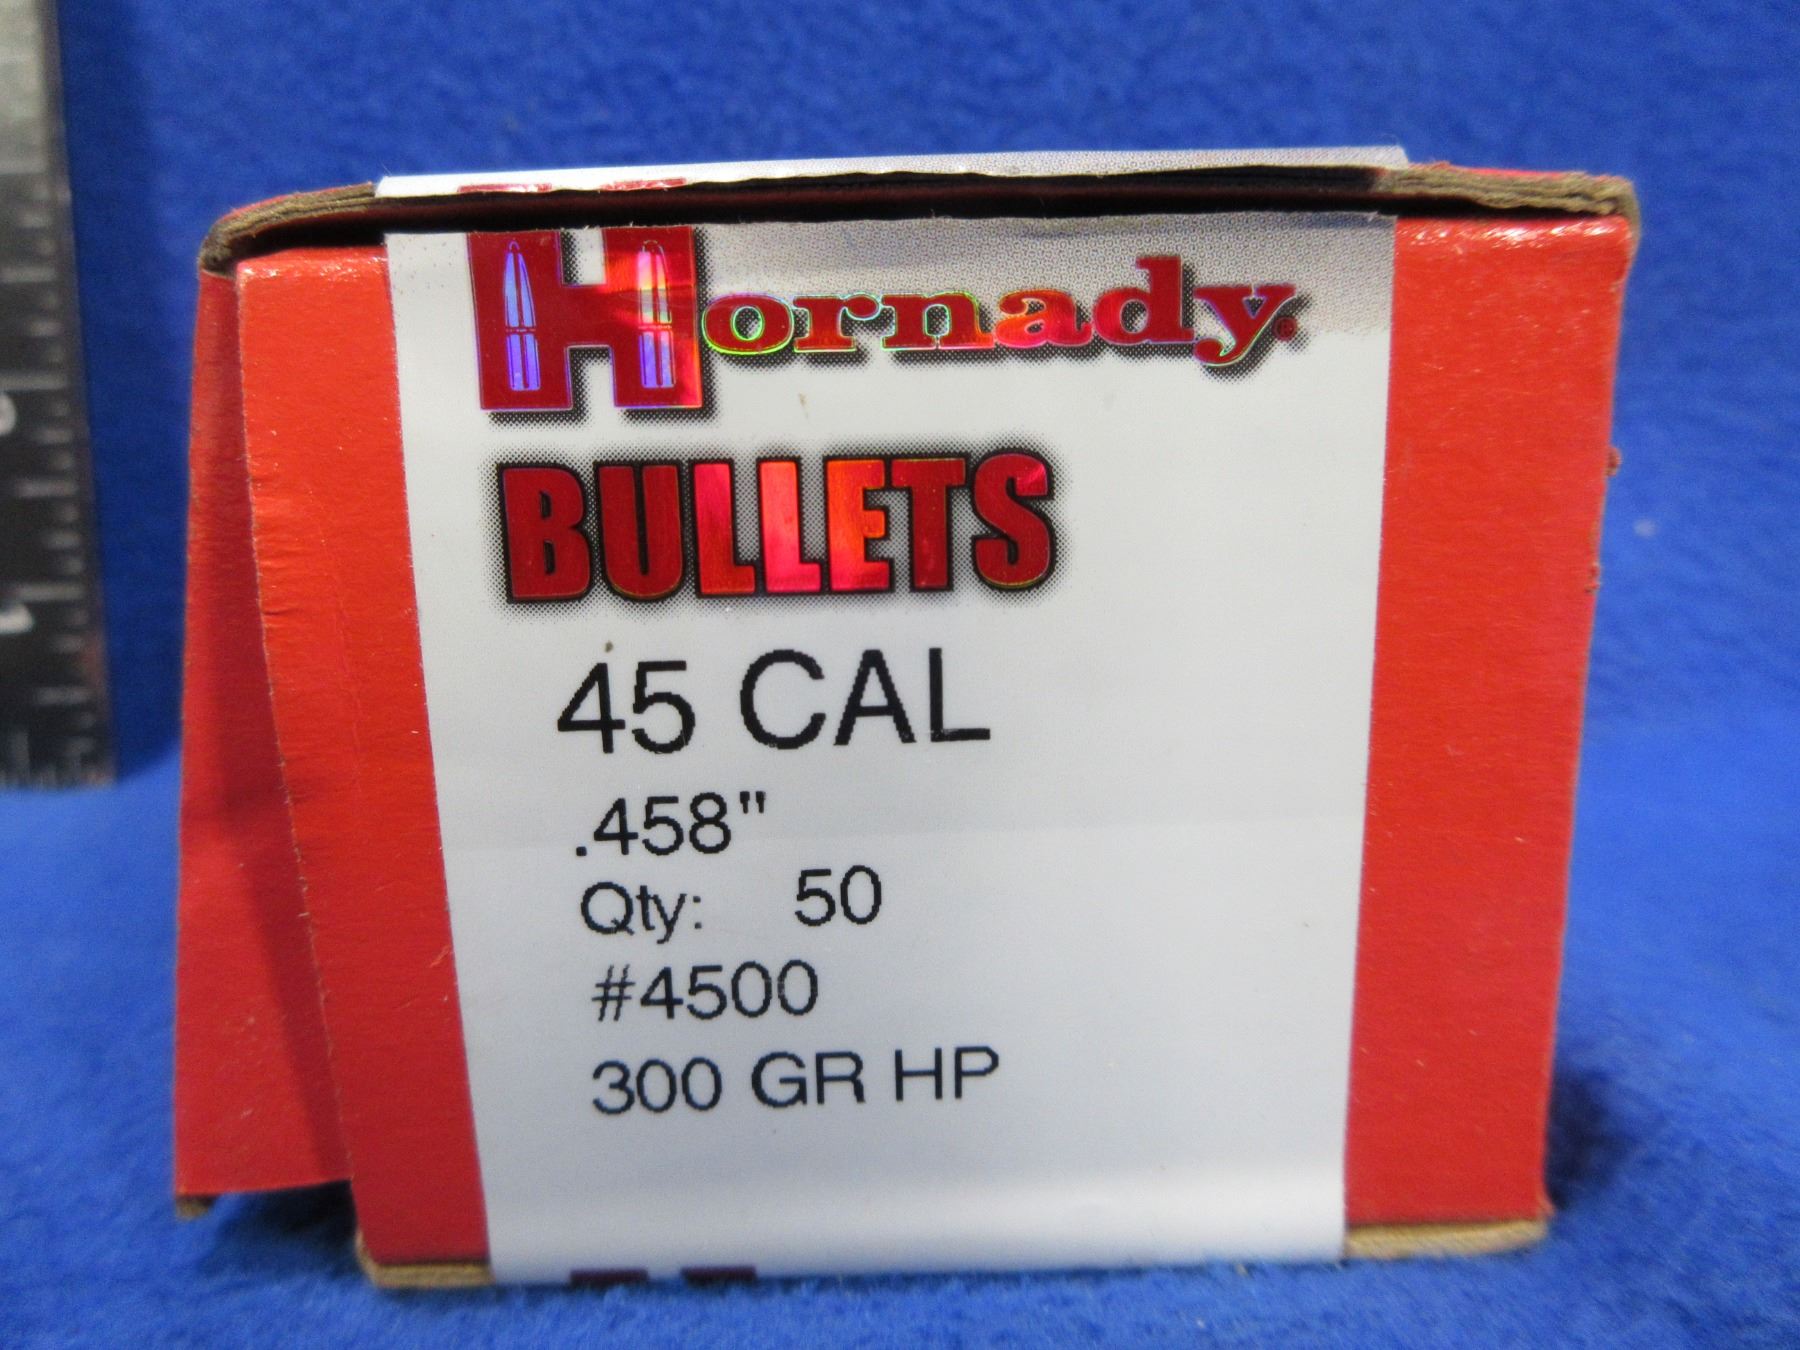 Hornady®
BULLETS
45 CAL
.458"
Qty: 50
#4500
300 GR HP